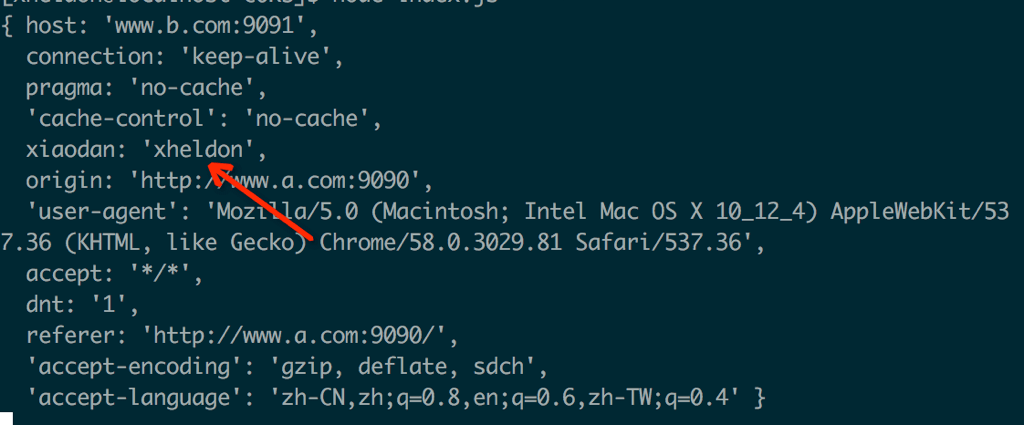 { host: 'www.b.com:9091',
connection: 'keep-alive',
pragma: 'no-cache',
'cache-control': 'no-cache',
xiaodan: 'xheldon',
origin: 'http://www.a.com:9090',
'user-agent': 'Mozilla/5.0 (Macintosh; Intel Mac OS X 10_12_4) AppleWebKit/53
7.36 (KHTML, like Gecko) Chrome/58.0.3029.81 Safari/537.36',
accept: '*/*',
dnt: '1',
referer: 'http://www.a.com:9090/',
'accept-encoding': 'gzip, deflate, sdch',
'accept-language': 'zh-CN,zh;q=0.8,en;q=0.6,zh-TW;q=0.4' }